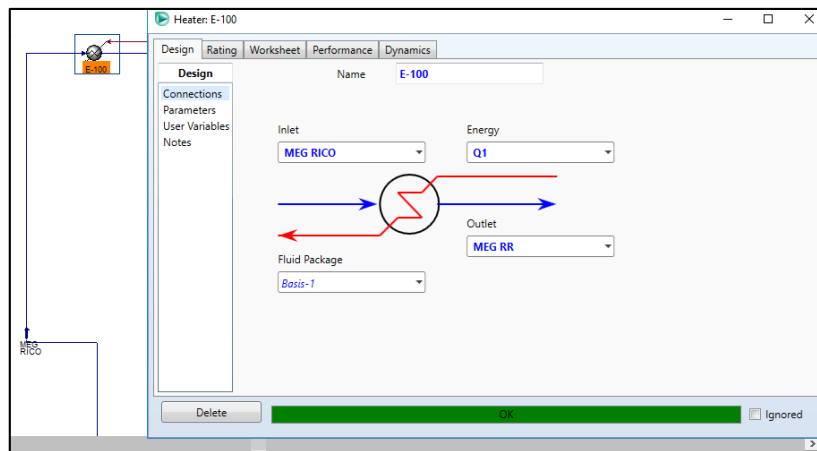 Heater: E-100
E-100
Design Rating Worksheet Performance Dynamics
Design
Connections
Parameters
User Variables
Notes
Name E-100
Inlet Energy
MEG RICO Q1
Outlet
MEG RR
Fluid Package
Basis-1
MEG
RICO
Delete OK Ignored